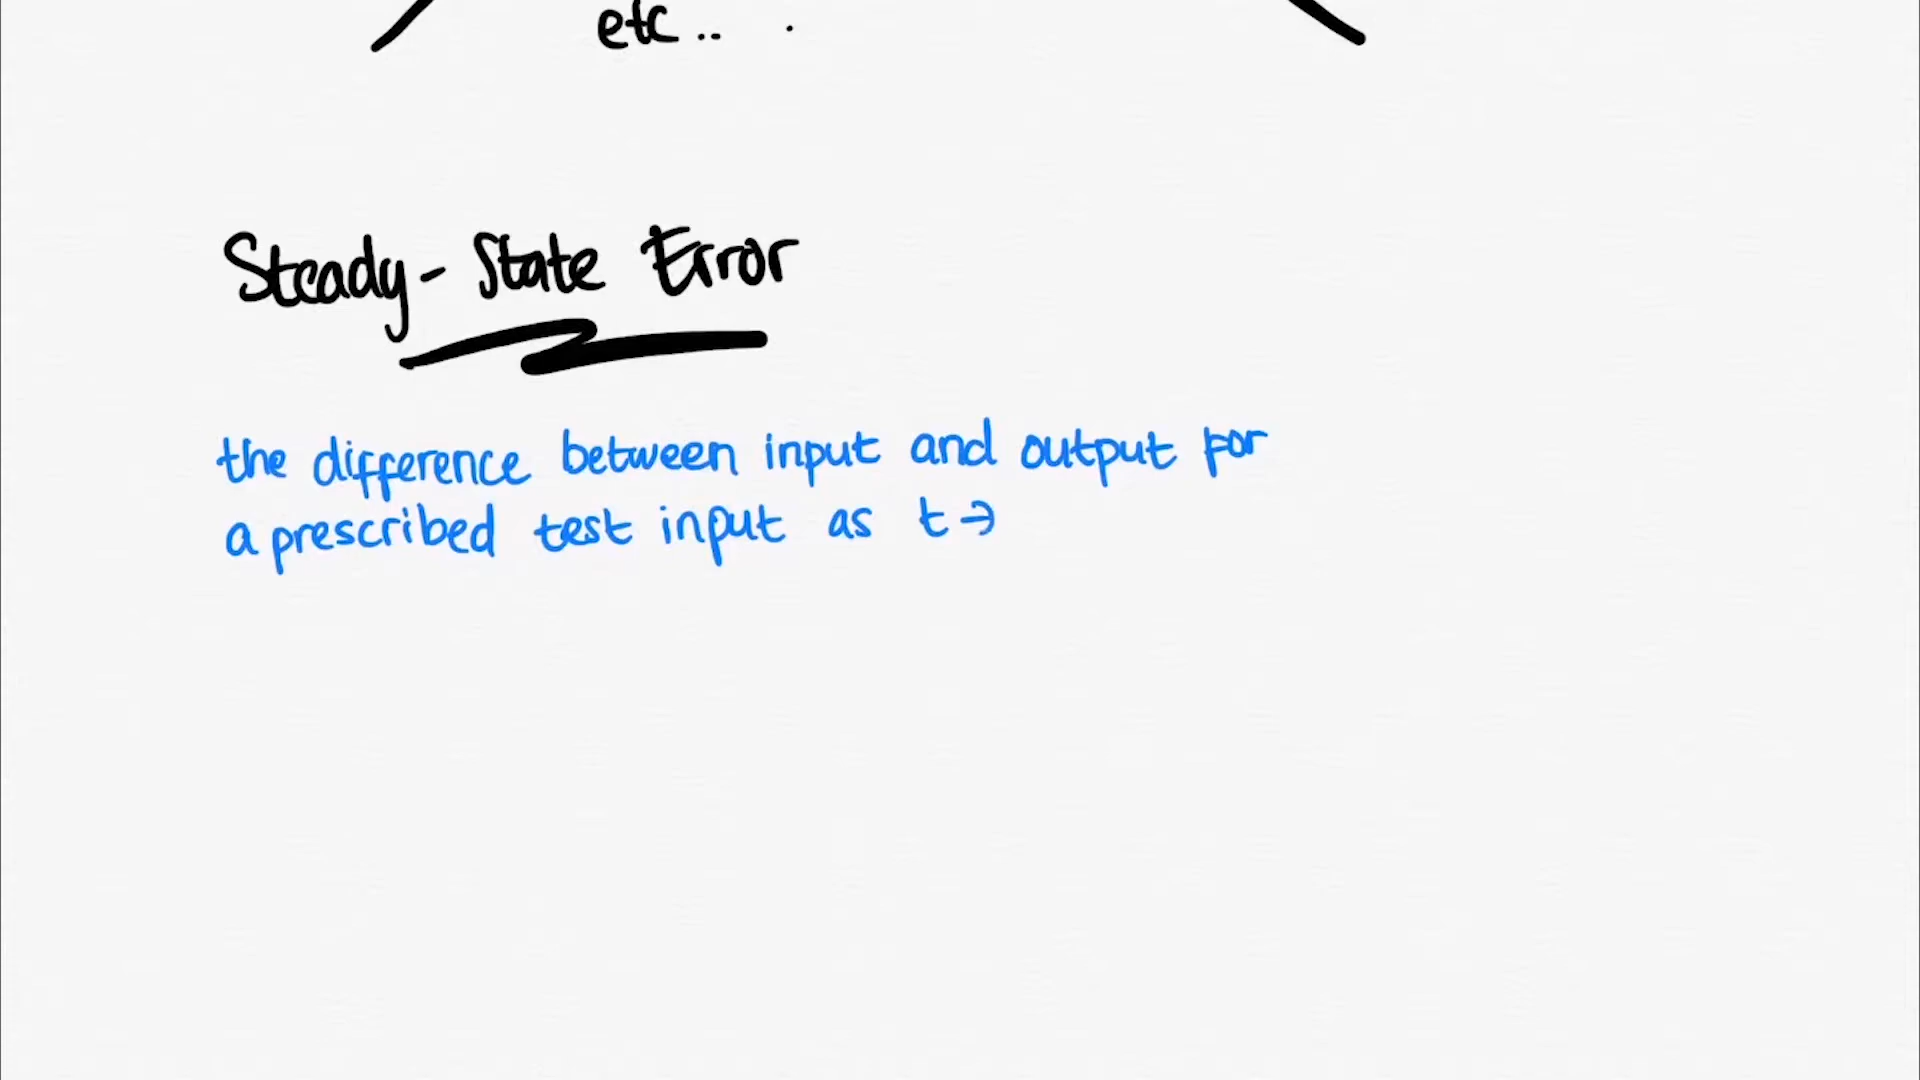 etc .. .
Steady-State Error
the difference between input and output for
a prescribed test input as t →